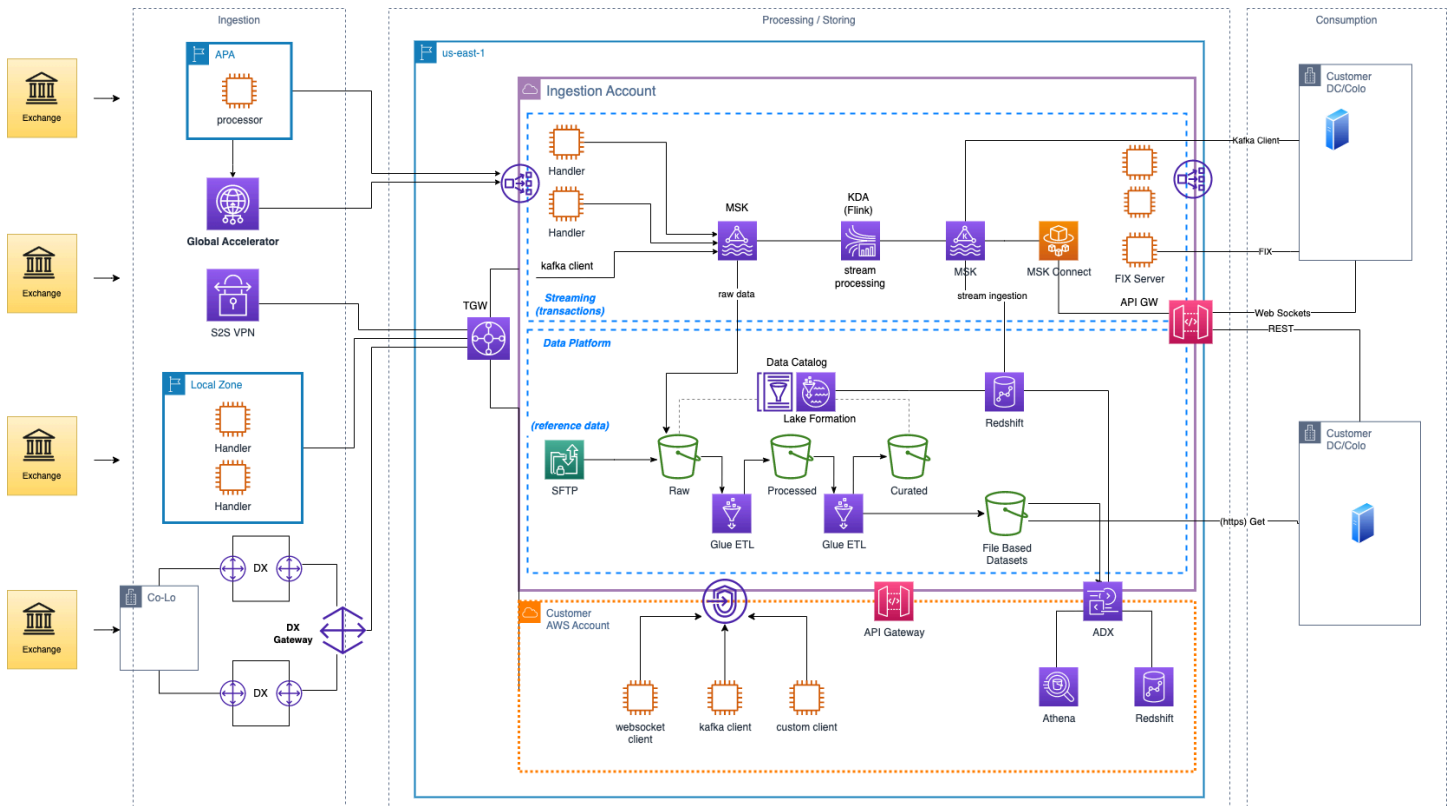 Ingestion
Processing / Storing
Consumption
Exchange
Exchange
Exchange
Exchange
APA
processor
Global Accelerator
S2S VPN
Local Zone
Handler
Handler
Co-Lo
DX
DX
DX
Gateway
TGW
us-east-1
Ingestion Account
Handler
Handler
kafka client
Streaming
(transactions)
MSK
raw data
KDA
(Flink)
stream
processing
MSK
stream ingestion
MSK Connect
FIX Server
API GW
Kafka Client
FIX
Web Sockets
REST
Data Platform
Data Catalog
Lake Formation
Redshift
(reference data)
SFTP
Raw
Processed
Curated
Glue ETL
Glue ETL
File Based
Datasets
(https) Get
Customer
AWS Account
API Gateway
ADX
websocket
client
kafka client
custom client
Athena
Redshift
Customer
DC/Colo
Customer
DC/Colo